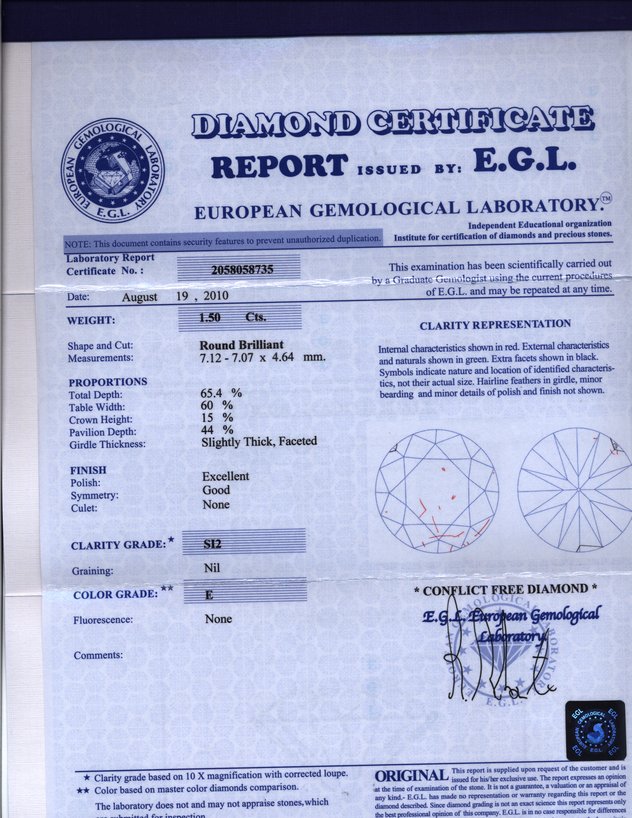 EUROPEAN GEMOLOGICAL LABORATORY
E.G.L.
DIAMOND CERTIFICATE
REPORT ISSUED BY: E.G.L.
EUROPEAN GEMOLOGICAL LABORATORY.™
Independent Educational organization
Institute for certification of diamonds and precious stones.
NOTE: This document contains security features to prevent unauthorized duplication.
Laboratory Report
Certificate No. : 2058058735
Date: August 19 , 2010
This examination has been scientifically carried out
by a Graduate Gemologist using the current procedures
of E.G.L. and may be repeated at any time.
WEIGHT: 1.50 Cts.
Shape and Cut: Round Brilliant
Measurements: 7.12 - 7.07 x 4.64 mm.
PROPORTIONS
Total Depth: 65.4 %
Table Width: 60 %
Crown Height: 15 %
Pavilion Depth: 44 %
Girdle Thickness: Slightly Thick, Faceted
FINISH
Polish: Excellent
Symmetry: Good
Culet: None
CLARITY GRADE:* SI2
Graining: Nil
COLOR GRADE:** E
Fluorescence: None
Comments:
CLARITY REPRESENTATION
Internal characteristics shown in red. External characteristics
and naturals shown in green. Extra facets shown in black.
Symbols indicate nature and location of identified characteris-
tics, not their actual size. Hairline feathers in girdle, minor
bearding and minor details of polish and finish not shown.
* CONFLICT FREE DIAMOND *
E.G.L. European Gemological
Laboratory
E.G.L.
EGL
EGL
EGL
EGL
★ Clarity grade based on 10 X magnification with corrected loupe.
★★ Color based on master color diamonds comparison.
The laboratory does not and may not appraise stones, which
ORIGINAL This report is supplied upon request of the customer and is
issued for his/her exclusive use. The report expresses an opinion
at the time of examination of the stone. It is not a guarantee, a valuation or an appraisal of
any kind.- E.G.L. has made no representation or warranty regarding this report or the
diamond described. Since diamond grading is not an exact science this report represents only
the best professional opinion of this company. E.G.L. is in no case responsible for differences